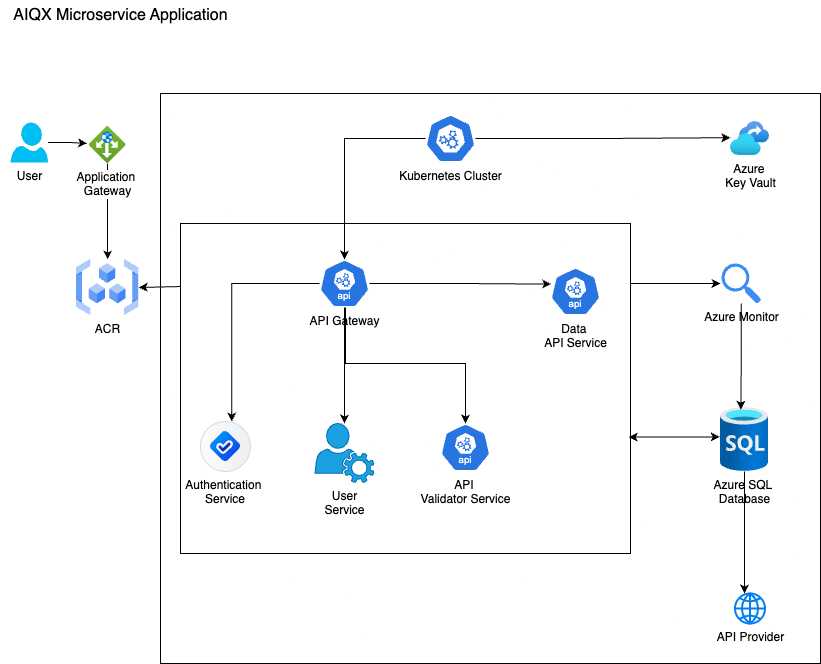 AIQX Microservice Application
User
Application
Gateway
Kubernetes Cluster
Azure
Key Vault
ACR
api
API Gateway
api
Data
API Service
Azure Monitor
Authentication
Service
User
Service
api
API
Validator Service
SQL
Azure SQL
Database
API Provider